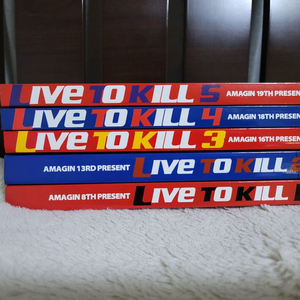 LIVE TO KILL 5 AMAGIN 19TH PRESENT
LIVE TO KILL 4 AMAGIN 18TH PRESENT
LIVE TO KILL 3 AMAGIN 16TH PRESENT
AMAGIN 13RD PRESENT LIVE TO KILL
AMAGIN 8TH PRESENT LIVE TO KILL